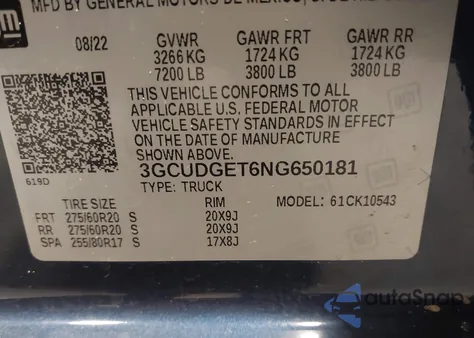 MFD BY GENERAL MOTORS DE MEXICO,
gm
08/22 GVWR GAWR FRT GAWR RR
3266 KG 1724 KG 1724 KG
7200 LB 3800 LB 3800 LB
THIS VEHICLE CONFORMS TO ALL
APPLICABLE U.S. FEDERAL MOTOR
VEHICLE SAFETY STANDARDS IN EFFECT
ON THE DATE OF MANUFACTURE
SHOWN ABOVE.
3GCUDGET6NG650181
619D TYPE: TRUCK
TIRE SIZE RIM MODEL: 61CK10543
FRT 275/60R20 S 20X9J
RR 275/60R20 S 20X9J
SPA 255/80R17 S 17X8J
autoSnap